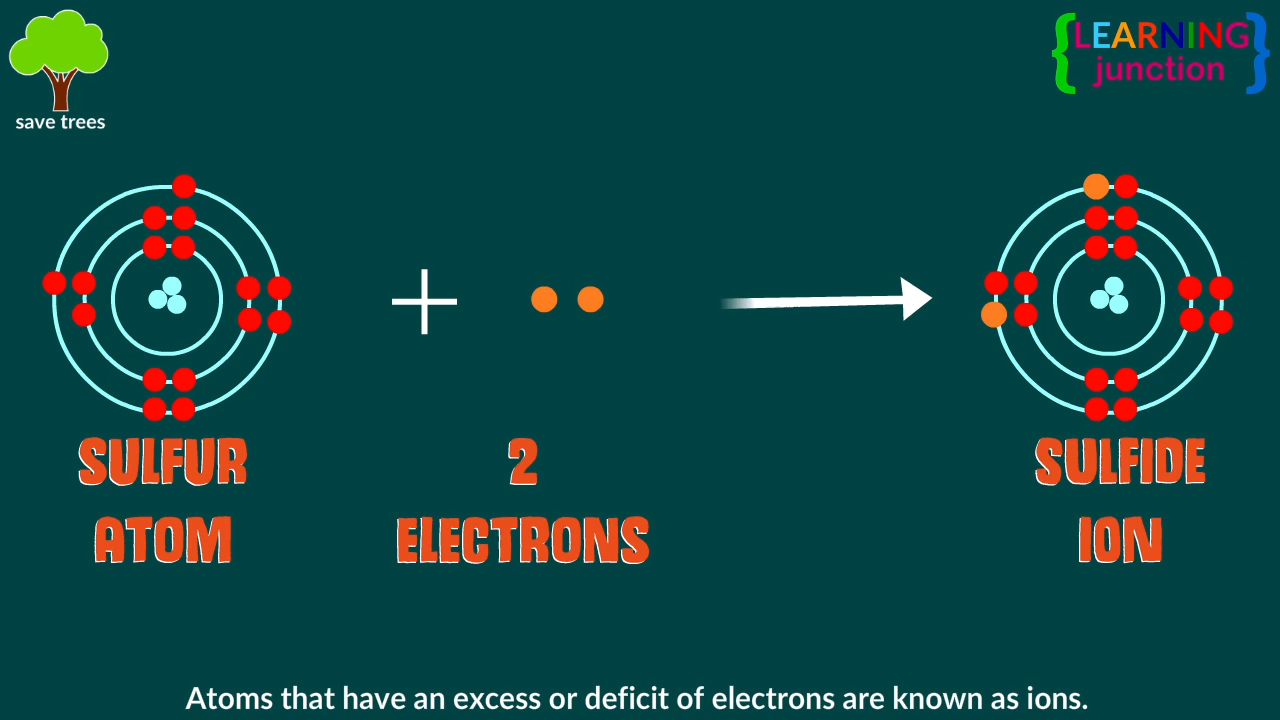 save trees
{LEARNING
junction}
SULFUR
ATOM
2
ELECTRONS
SULFIDE
ION
Atoms that have an excess or deficit of electrons are known as ions.